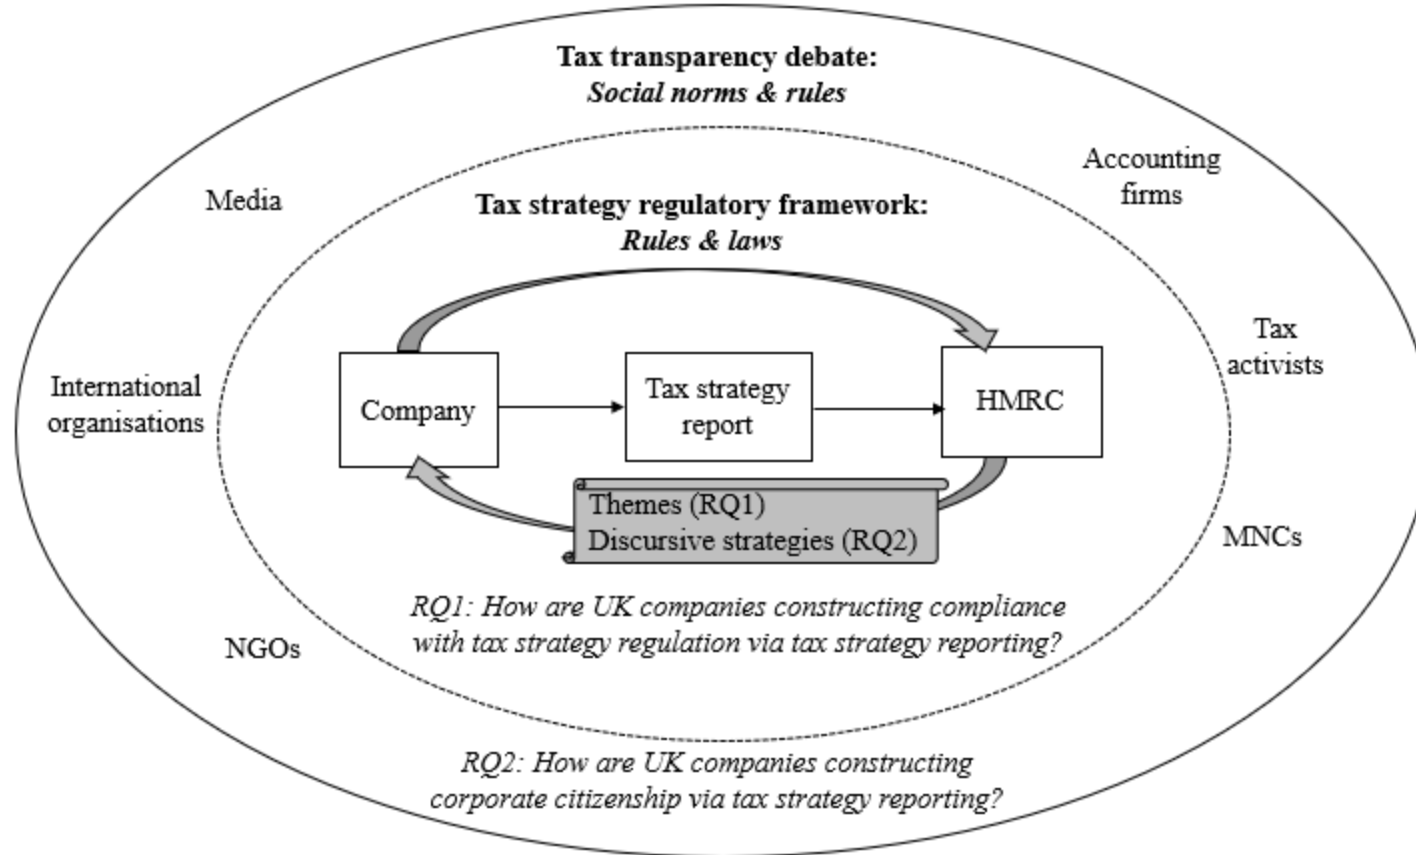 Tax transparency debate:
Social norms & rules
Accounting
firms
Media
Tax strategy regulatory framework:
Rules & laws
Tax
activists
International
organisations
Company
Tax strategy
report
HMRC
Themes (RQ1)
Discursive strategies (RQ2)
MNCs
RQ1: How are UK companies constructing compliance
with tax strategy regulation via tax strategy reporting?
NGOs
RQ2: How are UK companies constructing
corporate citizenship via tax strategy reporting?